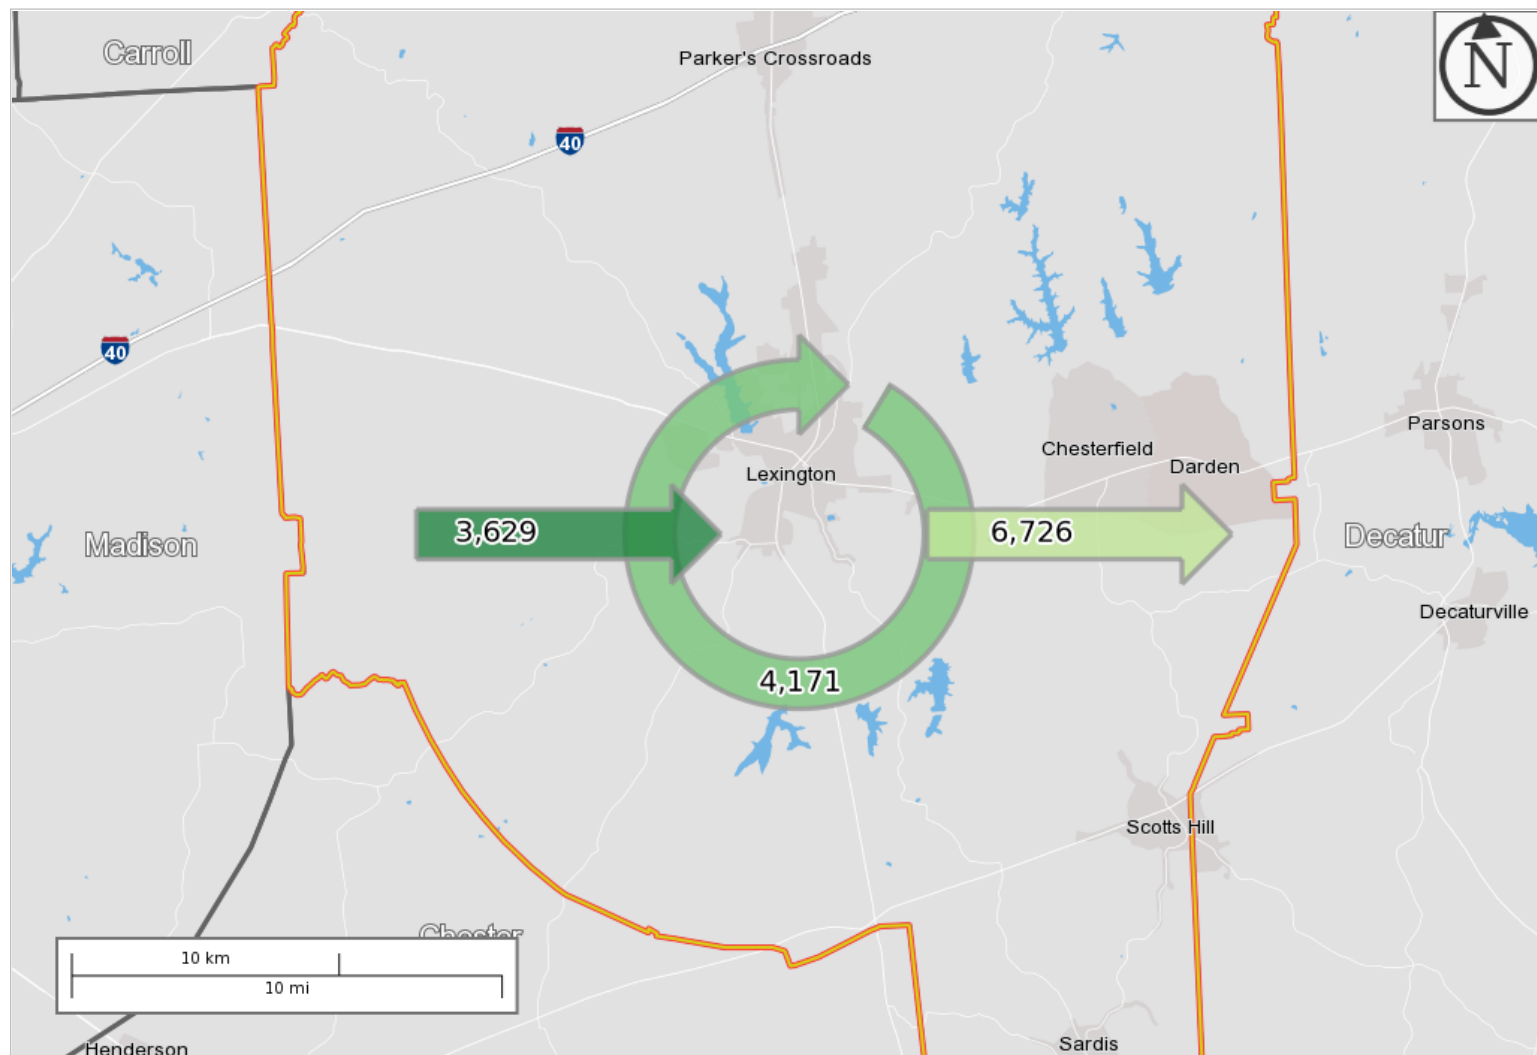 Carroll
Parker's Crossroads
N
40
40
Chesterfield
Parsons
Darden
Lexington
3,629
6,726
Madison
Decatur
Decaturville
4,171
Scotts Hill
Chester
10 km
10 mi
Henderson
Sardis